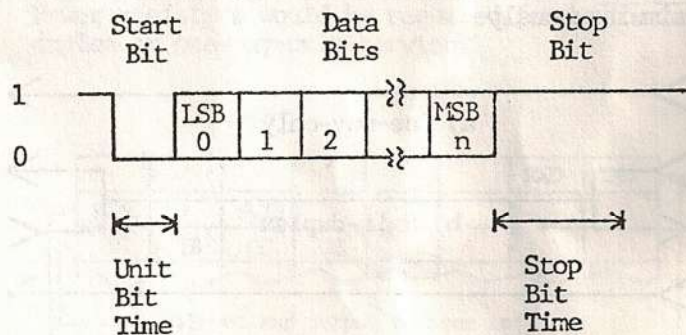 Start
Bit
Data
Bits
Stop
Bit
1
0
LSB
0
1
2
MSB
n
Unit
Bit
Time
Stop
Bit
Time